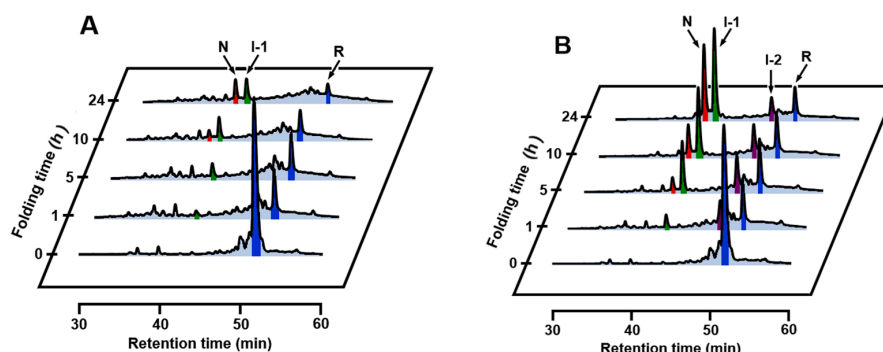 A
N
I-1
R
24
10
5
1
0
Folding time (h)
30
40
50
60
Retention time (min)
B
N
I-1
I-2
R
24
10
5
1
0
Folding time (h)
30
40
50
60
Retention time (min)